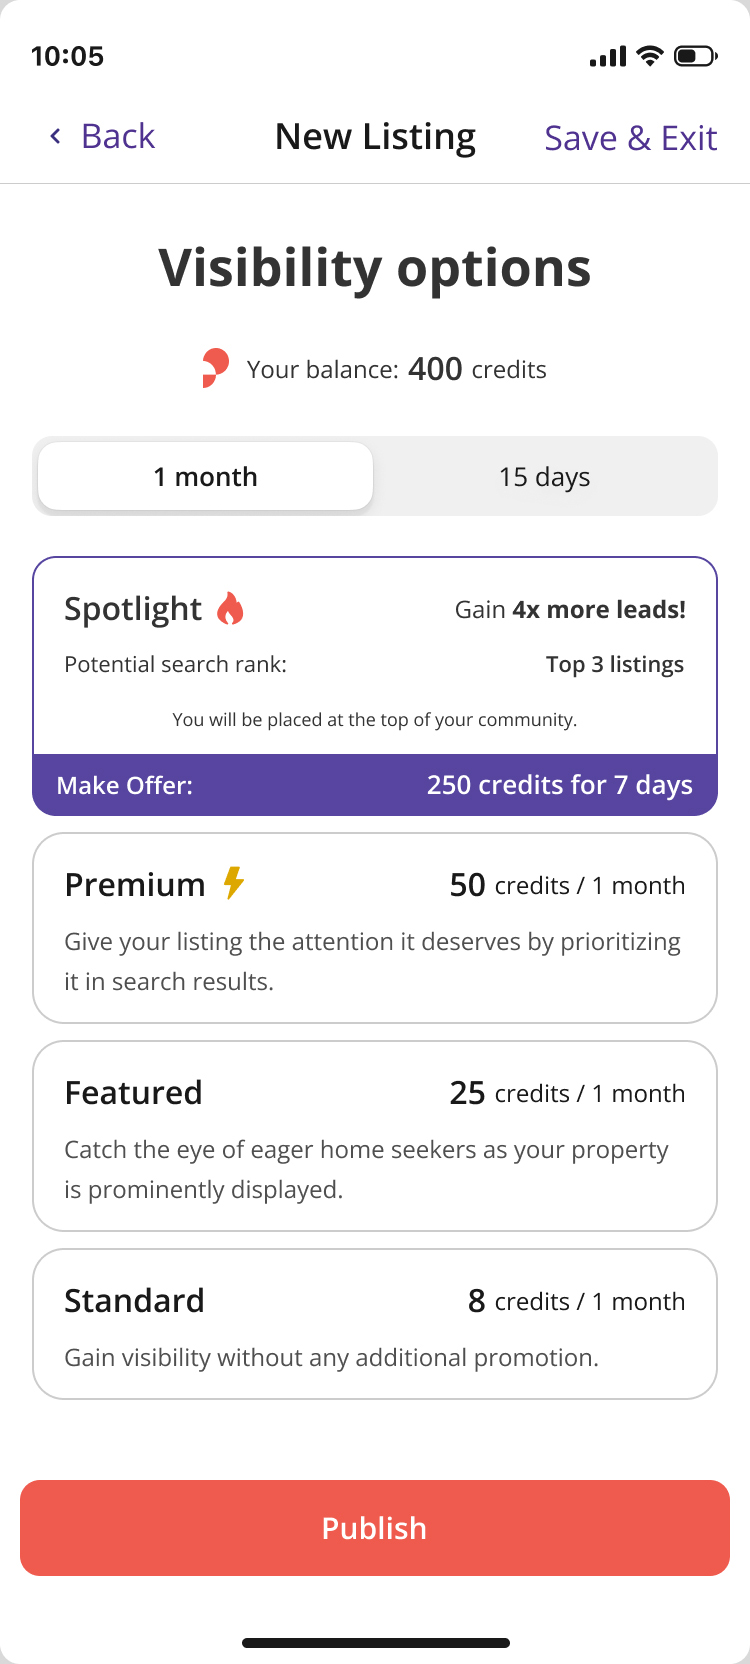 10:05
Back New Listing Save & Exit
Visibility options
Your balance: 400 credits
1 month 15 days
Spotlight Gain 4x more leads!
Potential search rank: Top 3 listings
You will be placed at the top of your community.
Make Offer: 250 credits for 7 days
Premium 50 credits / 1 month
Give your listing the attention it deserves by prioritizing
it in search results.
Featured 25 credits / 1 month
Catch the eye of eager home seekers as your property
is prominently displayed.
Standard 8 credits / 1 month
Gain visibility without any additional promotion.
Publish